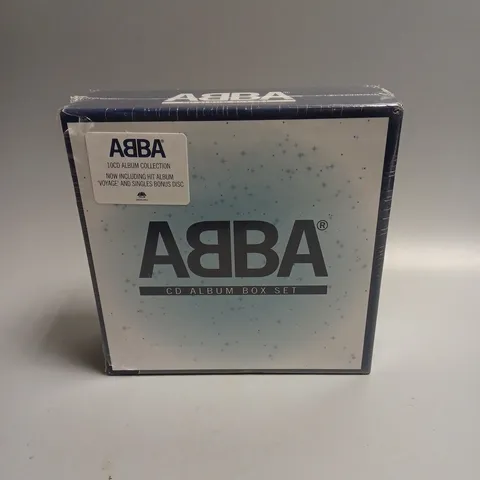 ABBA
ABBA
10CD ALBUM COLLECTION
NOW INCLUDING HIT ALBUM
'VOYAGE' AND SINGLES BONUS DISC
ABBA®
CD ALBUM BOX SET